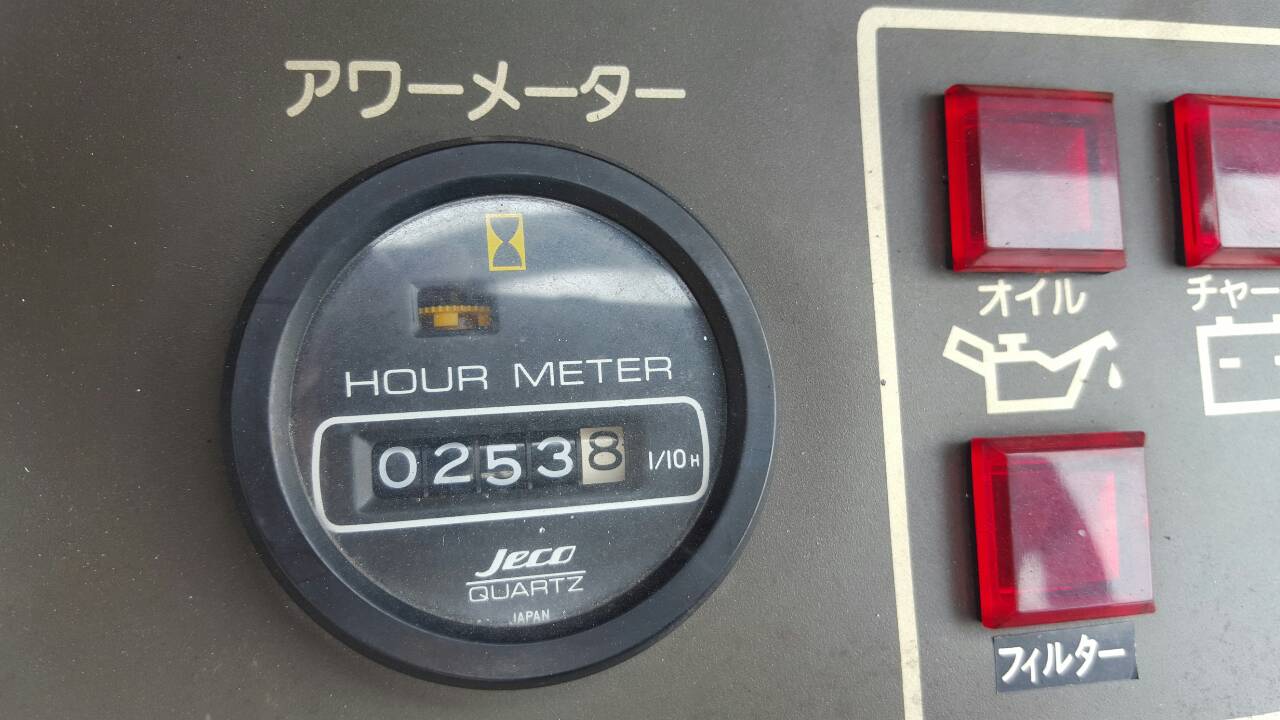 アワーメーター
HOUR METER
02538 1/10H
Jeco
QUARTZ
JAPAN
オイル
チャー
フィルター